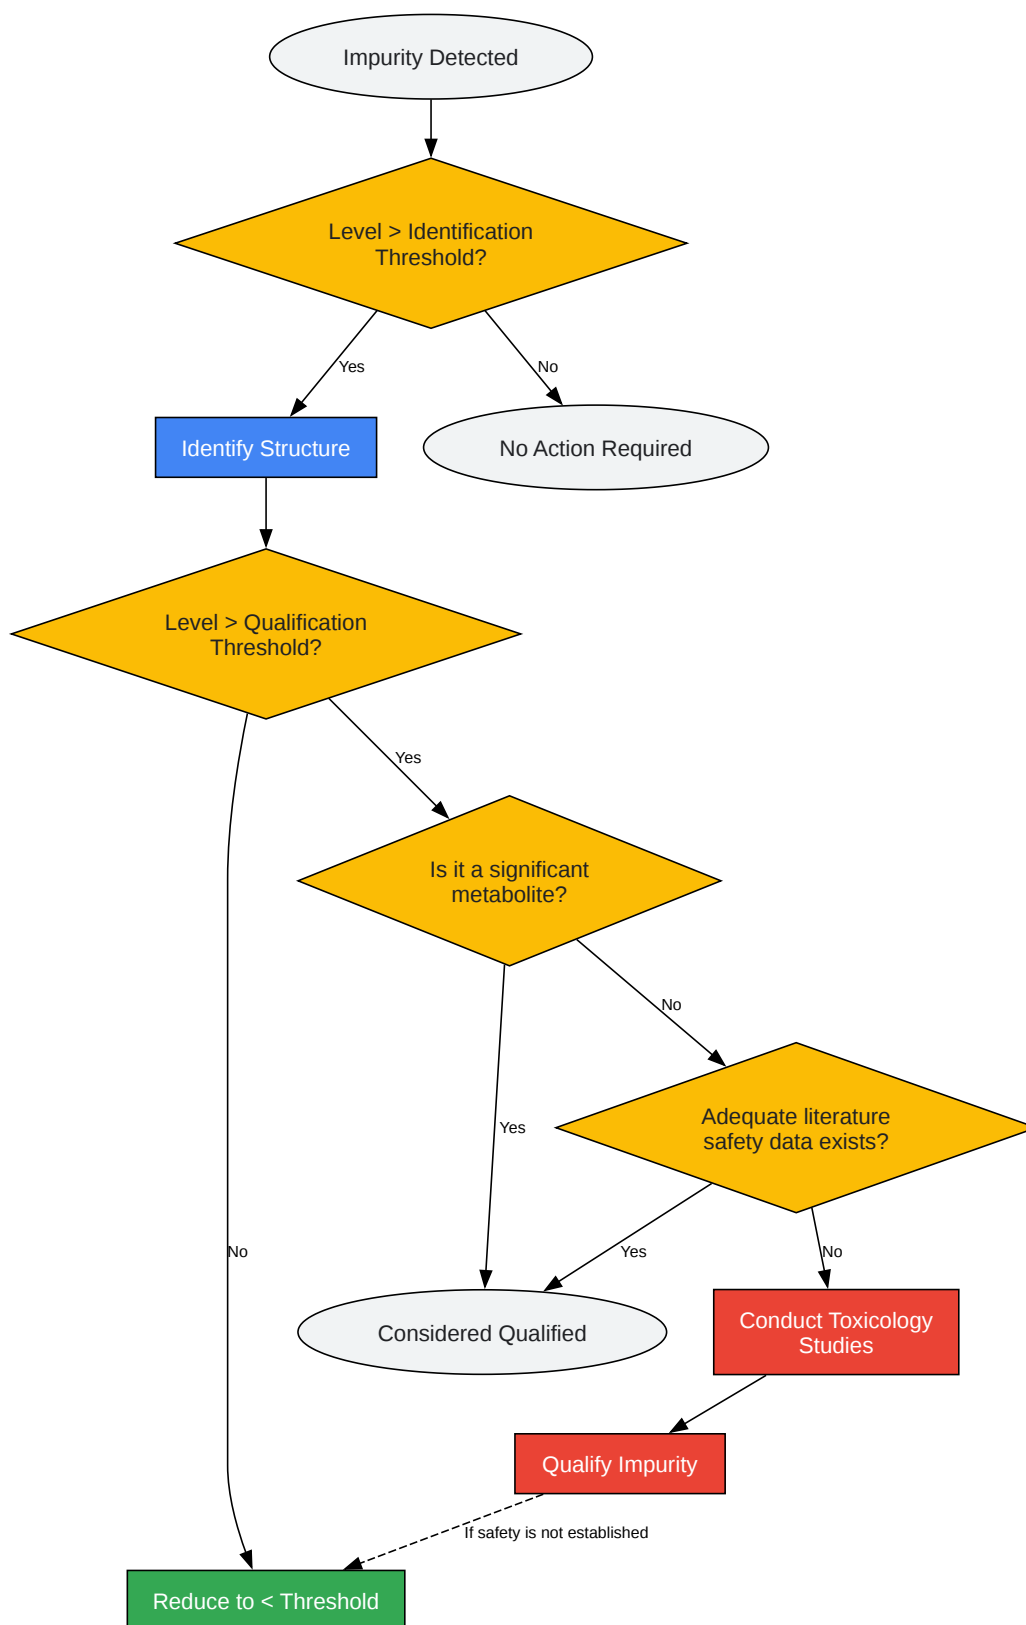 Impurity Detected
Level > Identification
Threshold?
Yes
No
Identify Structure
No Action Required
Level > Qualification
Threshold?
Yes
Is it a significant
metabolite?
No
Adequate literature
safety data exists?
Yes
No
Yes
No
Considered Qualified
Conduct Toxicology
Studies
Qualify Impurity
If safety is not established
Reduce to < Threshold